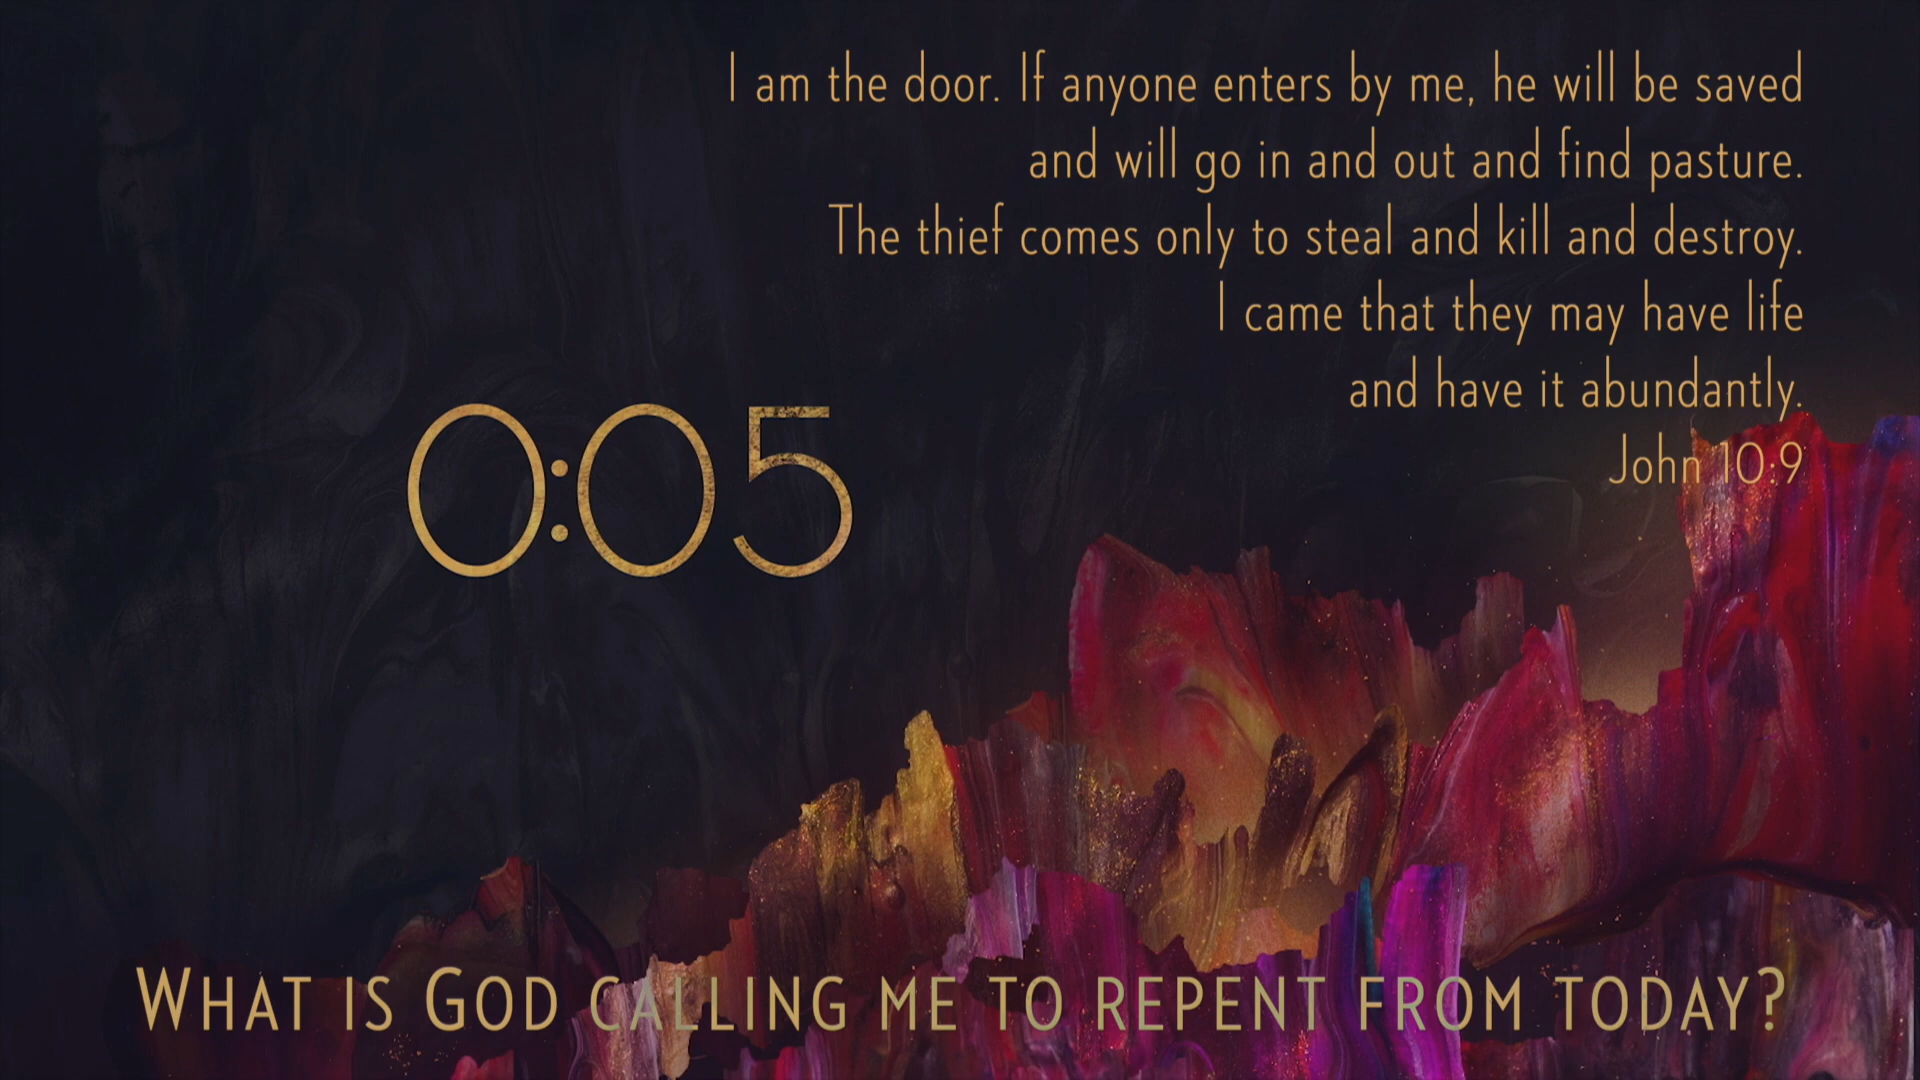 I am the door. If anyone enters by me, he will be saved
and will go in and out and find pasture.
The thief comes only to steal and kill and destroy.
I came that they may have life
and have it abundantly.
John 10:9
0:05
WHAT IS GOD CALLING ME TO REPENT FROM TODAY?